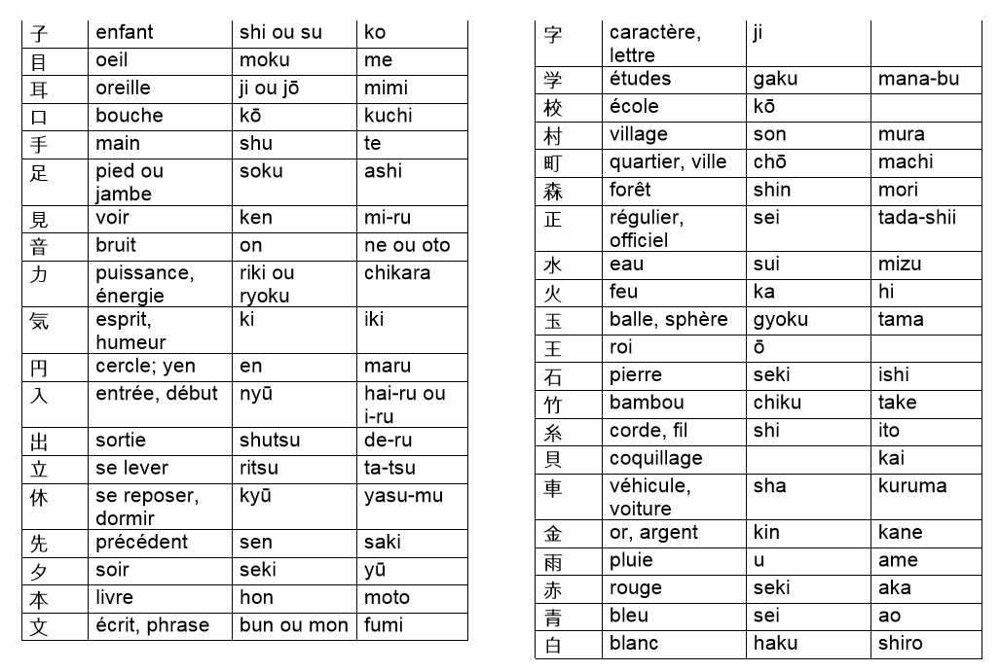 子 enfant shi ou su ko
目 oeil moku me
耳 oreille ji ou jō mimi
口 bouche kō kuchi
手 main shu te
足 pied ou soku ashi
jambe
見 voir ken mi-ru
音 bruit on ne ou oto
力 puissance, riki ou chikara
énergie ryoku
気 esprit, ki iki
humeur
円 cercle; yen en maru
入 entrée, début nyū hai-ru ou
i-ru
出 sortie shutsu de-ru
立 se lever ritsu ta-tsu
休 se reposer, kyū yasu-mu
dormir
先 précédent sen saki
夕 soir seki yū
本 livre hon moto
文 écrit, phrase bun ou mon fumi
字 caractère, ji
lettre
学 études gaku mana-bu
校 école kō
村 village son mura
町 quartier, ville chō machi
森 forêt shin mori
正 régulier, sei tada-shii
officiel
水 eau sui mizu
火 feu ka hi
玉 balle, sphère gyoku tama
王 roi ō
石 pierre seki ishi
竹 bambou chiku take
糸 corde, fil shi ito
貝 coquillage kai
車 véhicule, sha kuruma
voiture
金 or, argent kin kane
雨 pluie u ame
赤 rouge seki aka
青 bleu sei ao
白 blanc haku shiro